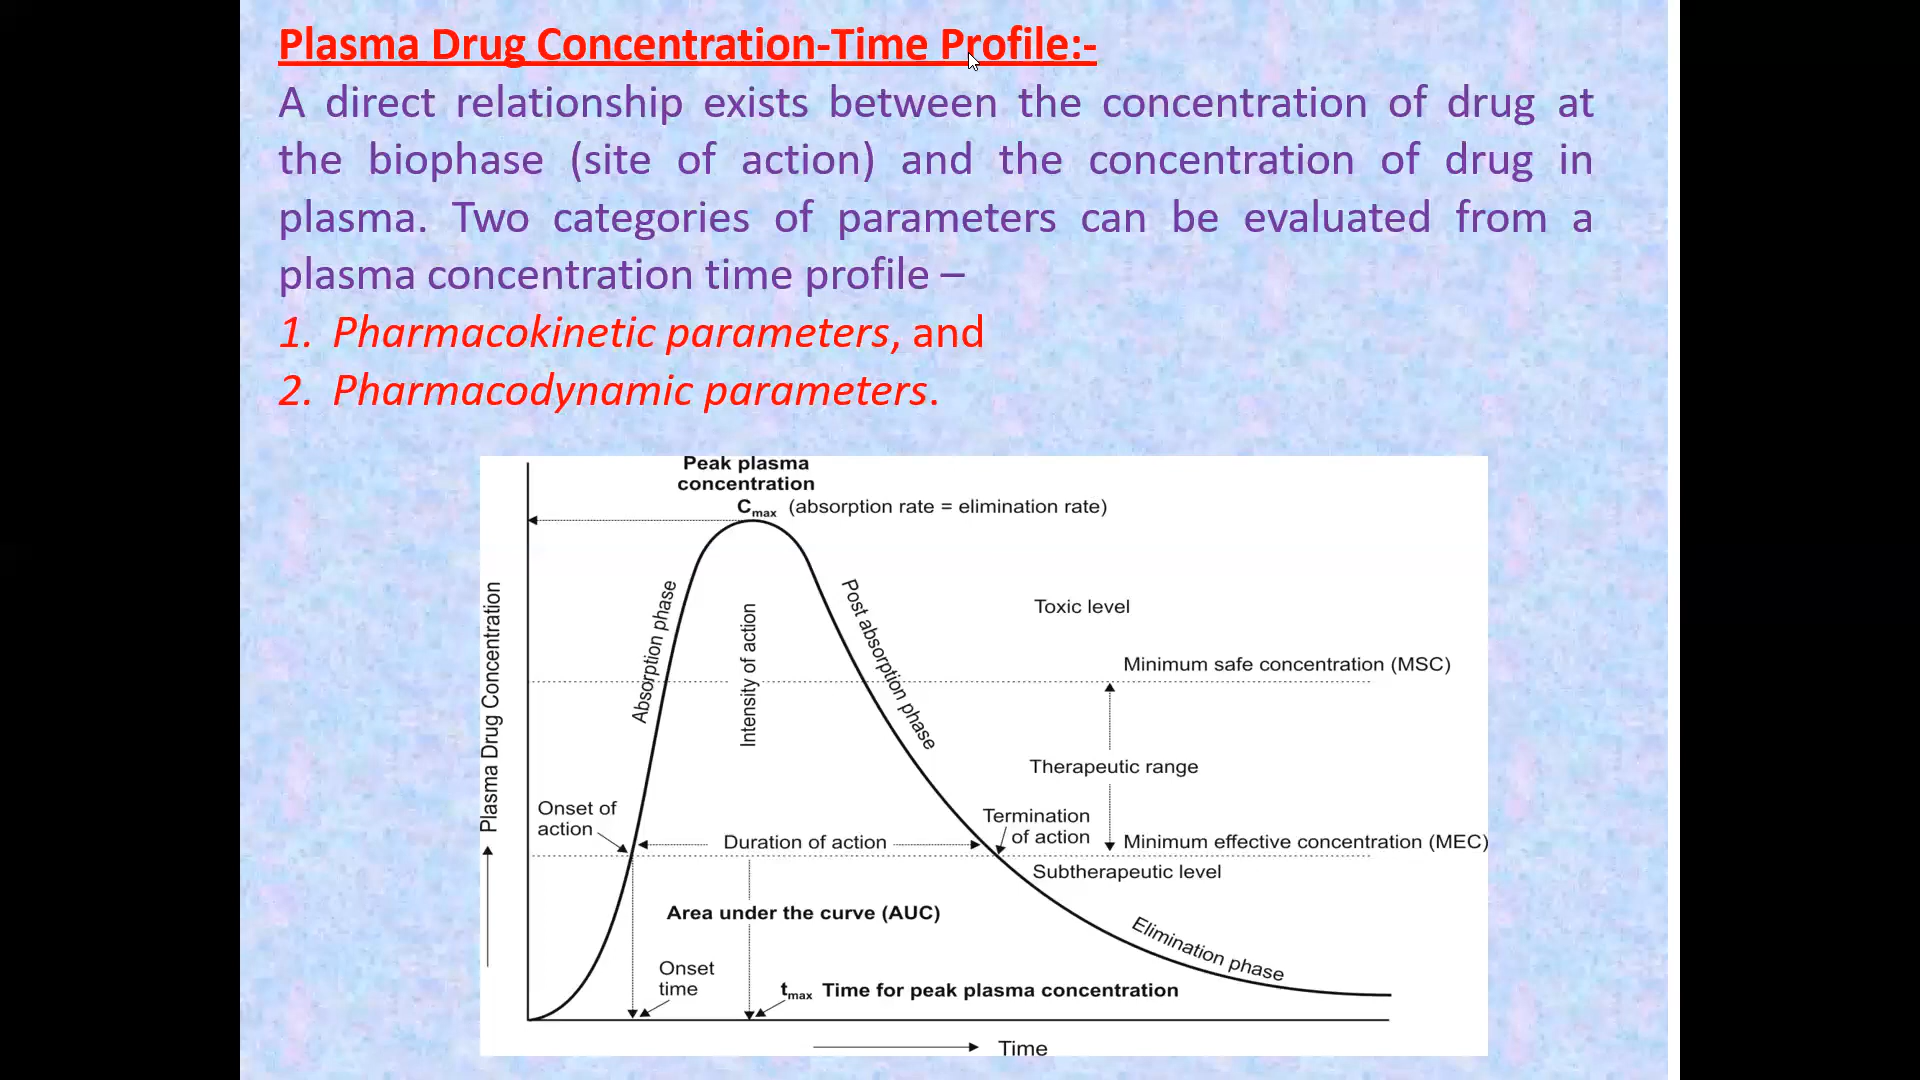 Plasma Drug Concentration-Time Profile:-
A direct relationship exists between the concentration of drug at
the biophase (site of action) and the concentration of drug in
plasma. Two categories of parameters can be evaluated from a
plasma concentration time profile –
1. Pharmacokinetic parameters, and
2. Pharmacodynamic parameters.
Peak plasma
concentration
Cmax (absorption rate = elimination rate)
Plasma Drug Concentration
Absorption phase
Intensity of action
Post absorption phase
Toxic level
Minimum safe concentration (MSC)
Therapeutic range
Onset of
action
Duration of action
Termination
of action
Minimum effective concentration (MEC)
Subtherapeutic level
Area under the curve (AUC)
Elimination phase
Onset
time
tmax Time for peak plasma concentration
Time